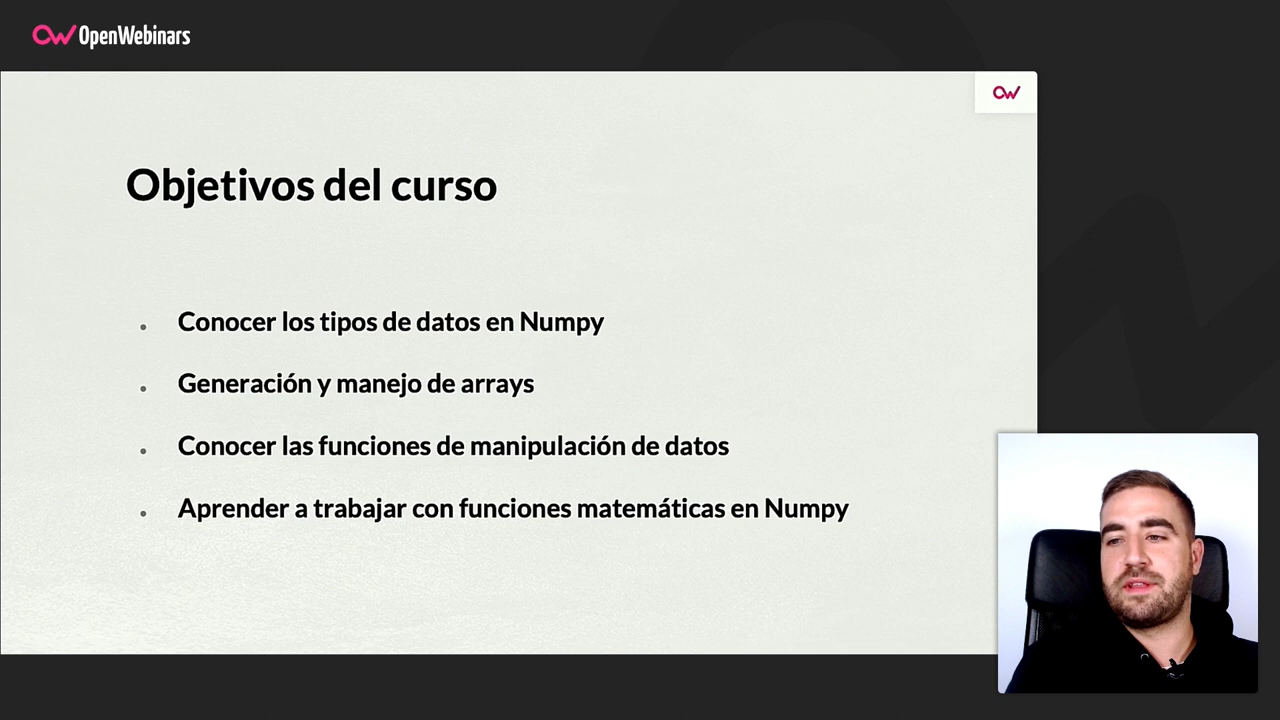 OpenWebinars
Objetivos del curso
Conocer los tipos de datos en Numpy
Generación y manejo de arrays
Conocer las funciones de manipulación de datos
Aprender a trabajar con funciones matemáticas en Numpy